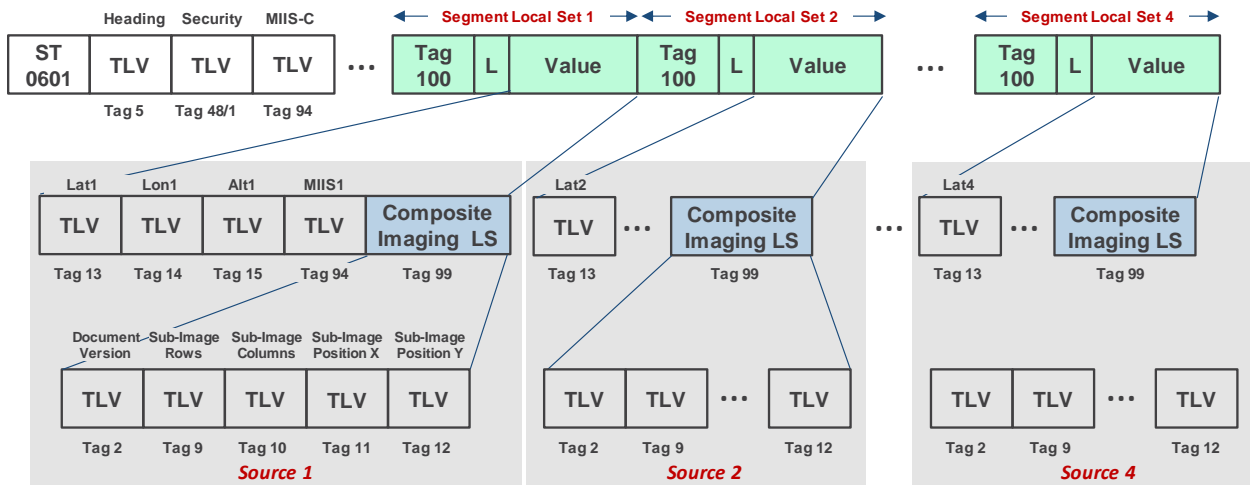 Heading Security MIIS-C Segment Local Set 1 Segment Local Set 2 Segment Local Set 4
ST 0601 TLV TLV TLV ... Tag 100 L Value Tag 100 L Value ... Tag 100 L Value
Tag 5 Tag 48/1 Tag 94
Lat1 Lon1 Alt1 MIIS1 Lat2 Lat4
TLV TLV TLV TLV Composite Imaging LS TLV ... Composite Imaging LS ... TLV ... Composite Imaging LS
Tag 13 Tag 14 Tag 15 Tag 94 Tag 99 Tag 13 Tag 99 Tag 13 Tag 99
Document Version Sub-Image Rows Sub-Image Columns Sub-Image Position X Sub-Image Position Y
TLV TLV TLV TLV TLV TLV TLV ... TLV TLV TLV ... TLV
Tag 2 Tag 9 Tag 10 Tag 11 Tag 12 Tag 2 Tag 9 Tag 12 Tag 2 Tag 9 Tag 12
Source 1 Source 2 Source 4